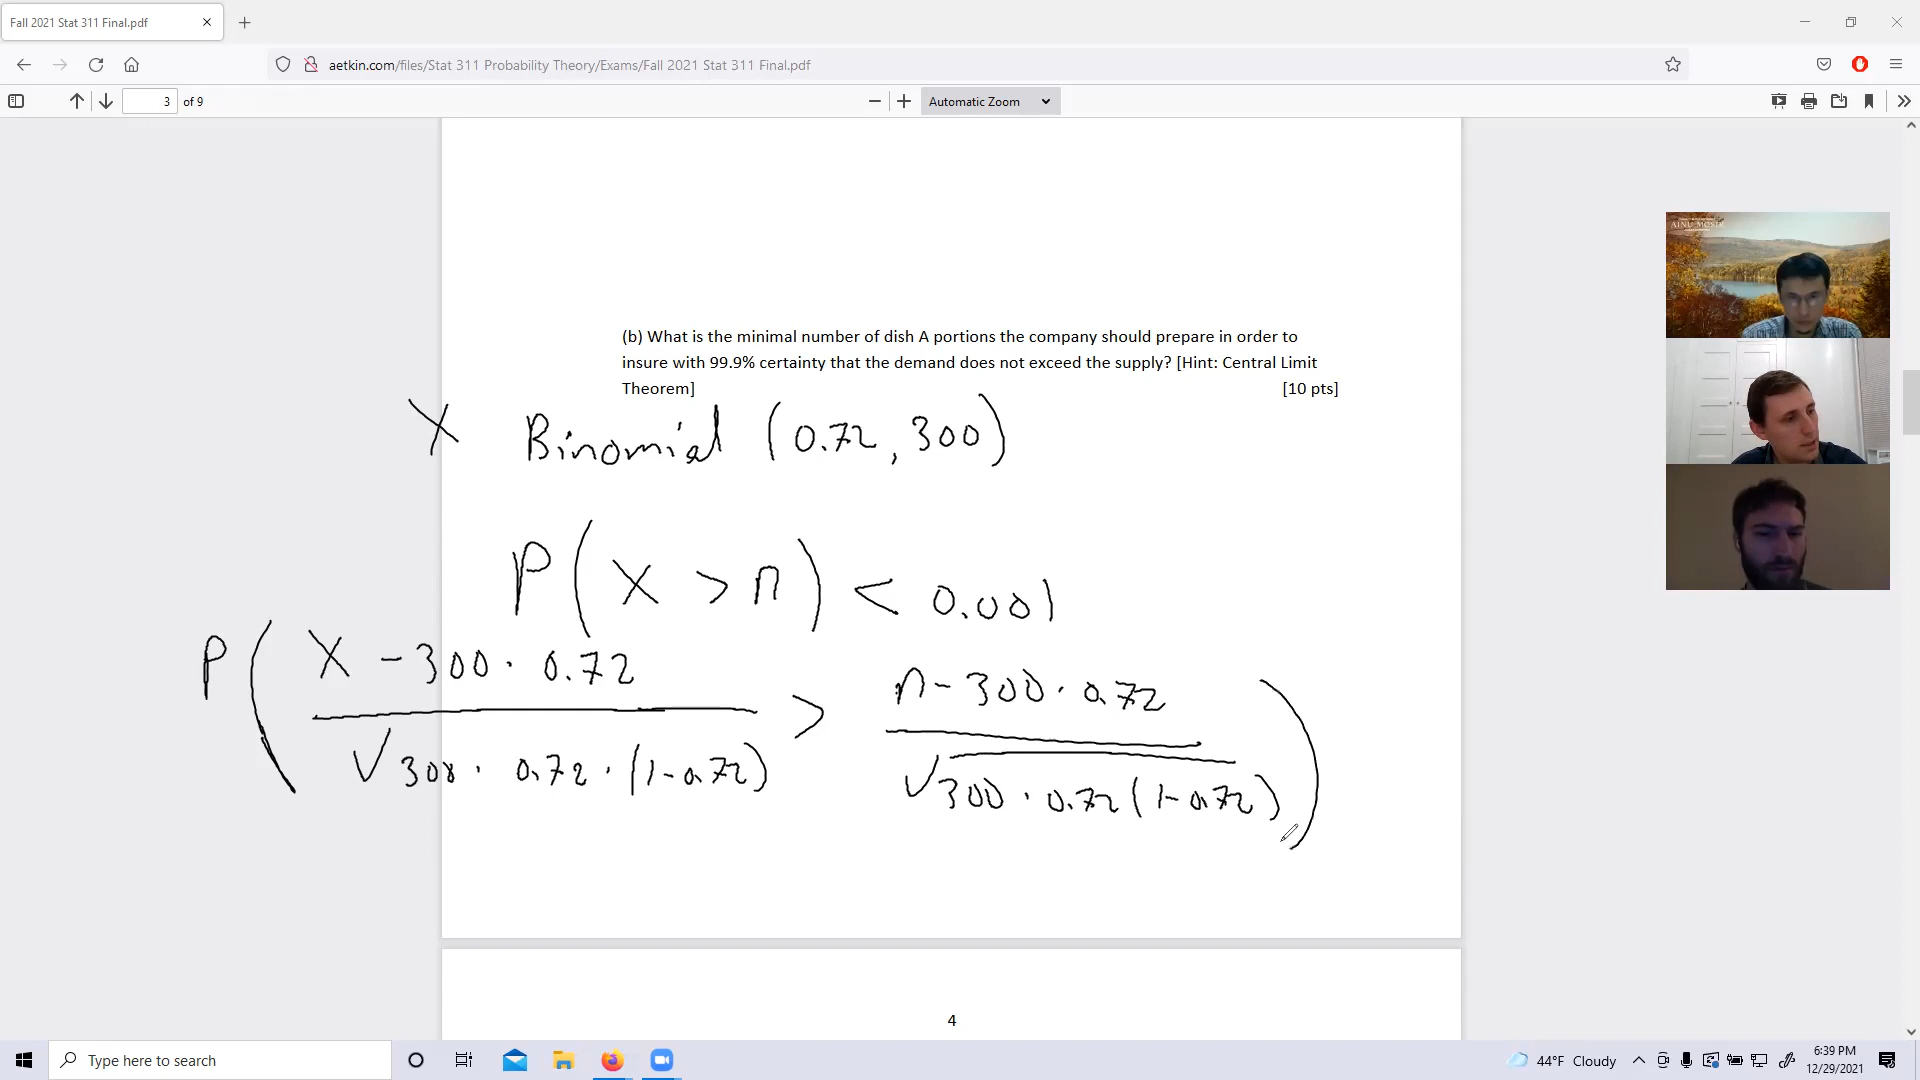 Fall 2021 Stat 311 Final.pdf
aetkin.com/files/Stat 311 Probability Theory/Exams/Fall 2021 Stat 311 Final.pdf
3 of 9 Automatic Zoom
(b) What is the minimal number of dish A portions the company should prepare in order to
insure with 99.9% certainty that the demand does not exceed the supply? [Hint: Central Limit
Theorem] [10 pts]
X Binomial (0.72, 300)
P(X > n) < 0.001
P( X - 300 · 0.72 > n - 300 · 0.72 )
√300 · 0.72 · (1-0.72) √300 · 0.72 (1-0.72)
4
AINU MOSIR
Type here to search
44°F Cloudy
6:39 PM
12/29/2021